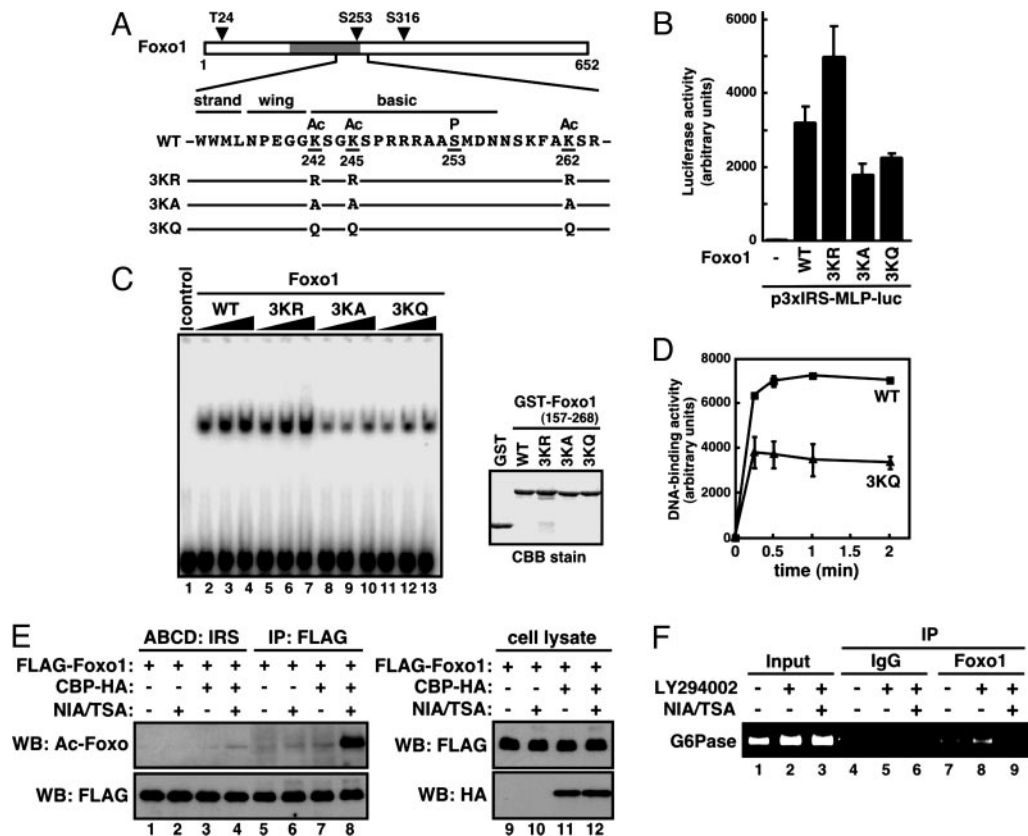 A
T24 S253 S316
Foxo1
1 652
strand wing basic
Ac Ac P Ac
WT –WWMLNPEGGKSGKSPRRRAASMDNNSKFAKSR–
242 245 253 262
3KR R R R
3KA A A A
3KQ Q Q Q
B
Luciferase activity
(arbitrary units)
6000
4000
2000
0
Foxo1 - WT 3KR 3KA 3KQ
p3xIRS-MLP-luc
C
control
Foxo1
WT 3KR 3KA 3KQ
1 2 3 4 5 6 7 8 9 10 11 12 13
GST-Foxo1
(157-268)
GST WT 3KR 3KA 3KQ
CBB stain
D
DNA-binding activity
(arbitrary units)
8000
6000
4000
2000
0
WT
3KQ
0 0.5 1 1.5 2
time (min)
E
ABCD: IRS IP: FLAG
FLAG-Foxo1: + + + + + + + +
CBP-HA: - - + + - - + +
NIA/TSA: - + - + - + - +
WB: Ac-Foxo
WB: FLAG
1 2 3 4 5 6 7 8
cell lysate
FLAG-Foxo1: + + + +
CBP-HA: - - + +
NIA/TSA: - + - +
WB: FLAG
WB: HA
9 10 11 12
F
IP
Input IgG Foxo1
LY294002 - + + - + + - + +
NIA/TSA - - + - - + - - +
G6Pase
1 2 3 4 5 6 7 8 9